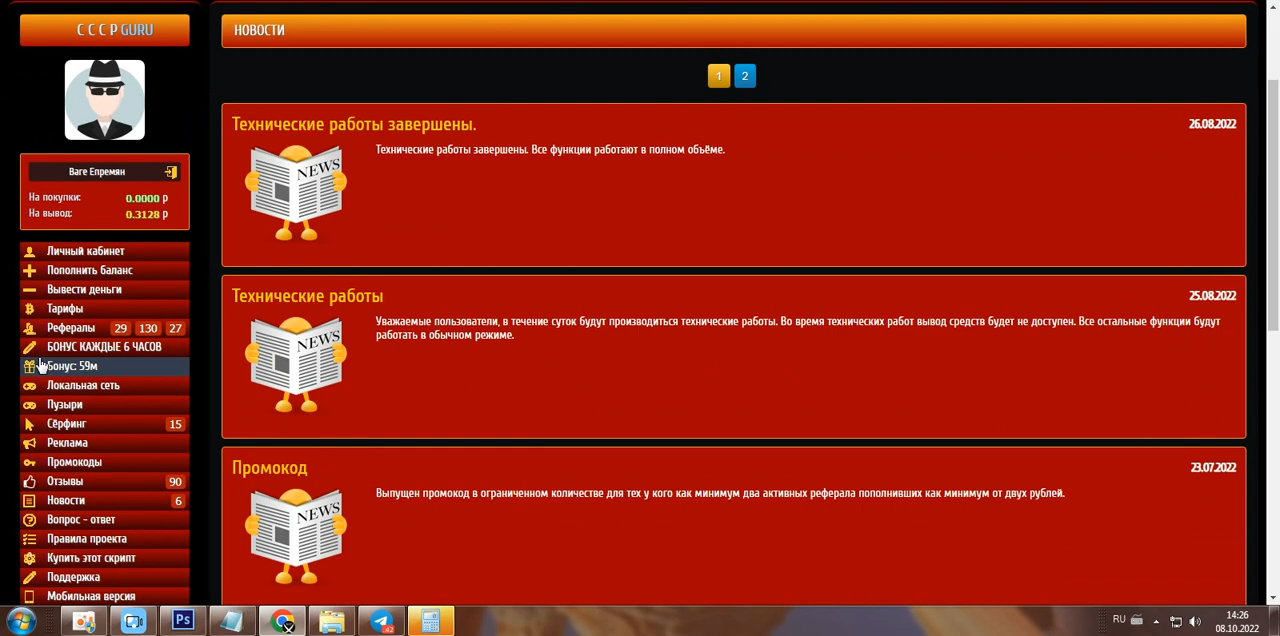 С С С Р GURU
Ваге Епремян
На покупки: 0.0000 р
На вывод: 0.3128 р
Личный кабинет
Пополнить баланс
Вывести деньги
Тарифы
Рефералы 29 130 27
БОНУС КАЖДЫЕ 6 ЧАСОВ
Бонус: 59м
Локальная сеть
Пузыри
Сёрфинг 15
Реклама
Промокоды
Отзывы 90
Новости 6
Вопрос - ответ
Правила проекта
Купить этот скрипт
Поддержка
Мобильная версия
НОВОСТИ
1 2
Технические работы завершены. 26.08.2022
NEWS
Технические работы завершены. Все функции работают в полном объёме.
Технические работы 25.08.2022
NEWS
Уважаемые пользователи, в течение суток будут производиться технические работы. Во время технических работ вывод средств будет не доступен. Все остальные функции будут
работать в обычном режиме.
Промокод 23.07.2022
NEWS
Выпущен промокод в ограниченном количестве для тех у кого как минимум два активных реферала пополнивших как минимум от двух рублей.
Ps
42
RU
14:26
08.10.2022